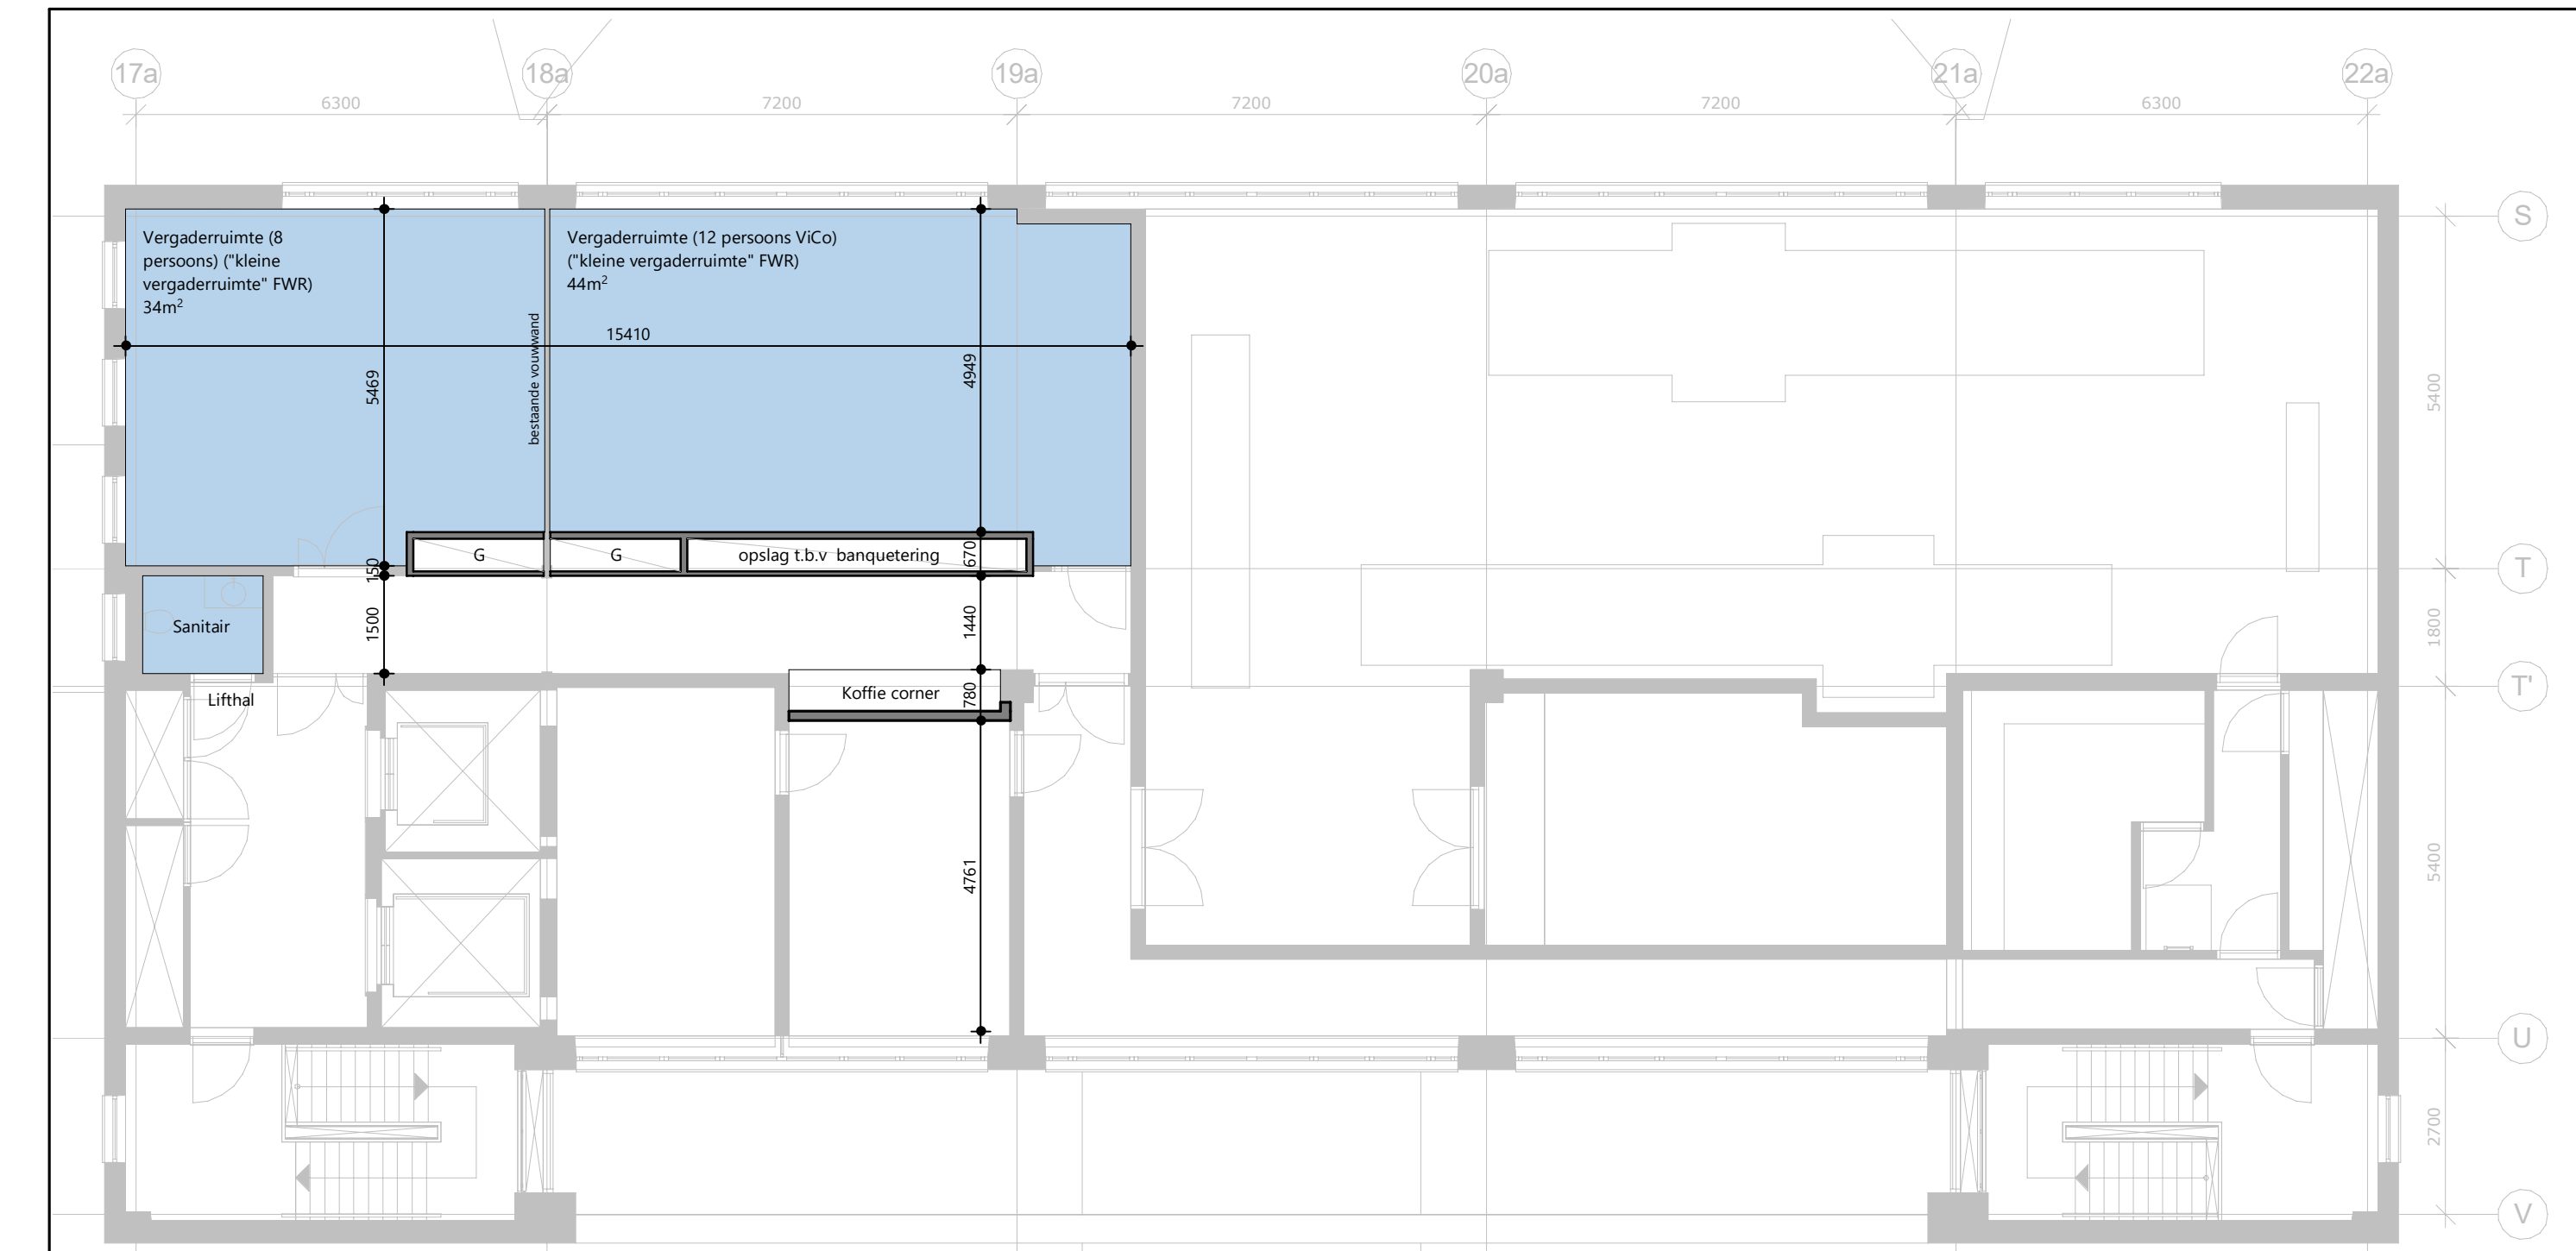 17a
18a
19a
20a
21a
22a
6300
7200
7200
7200
6300
S
Vergaderruimte (8
persoons) ("kleine
vergaderruimte" FWR)
34m²
Vergaderruimte (12 persoons ViCo)
("kleine vergaderruimte" FWR)
44m²
bestaande vouwwand
15410
5469
4949
5400
G
G
opslag t.b.v banquetering
670
150
T
Sanitair
1500
1440
1800
Lifthal
Koffie corner
780
T'
4761
5400
U
2700
V